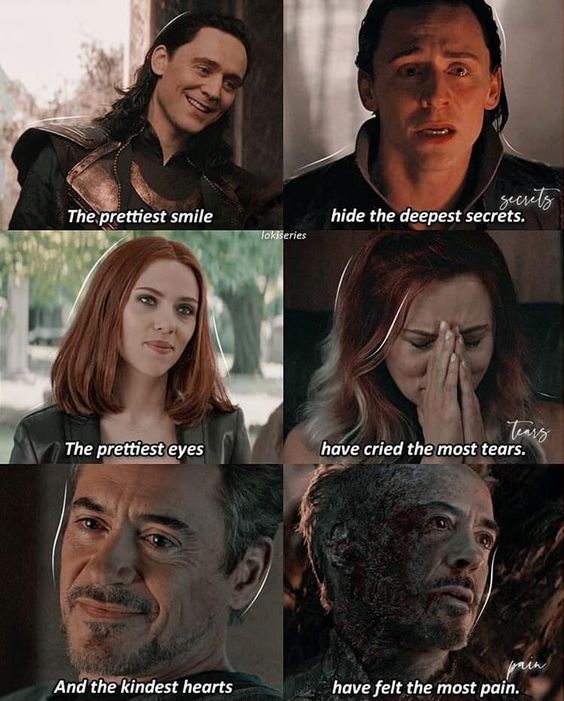 secrets
The prettiest smile
hide the deepest secrets.
lokiseries
tears
The prettiest eyes
have cried the most tears.
pain
And the kindest hearts
have felt the most pain.